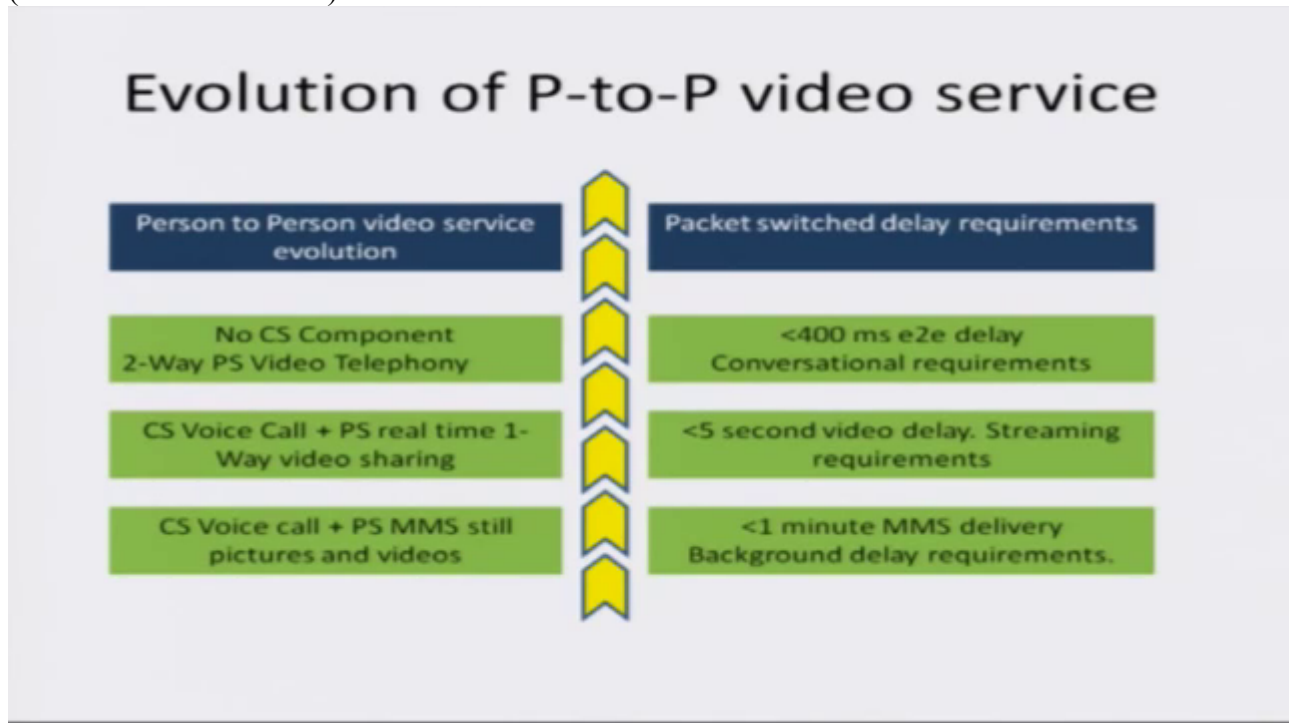 Evolution of P-to-P video service
Person to Person video service
evolution
Packet switched delay requirements
No CS Component
2-Way PS Video Telephony
<400 ms e2e delay
Conversational requirements
CS Voice Call + PS real time 1-
Way video sharing
<5 second video delay. Streaming
requirements
CS Voice call + PS MMS still
pictures and videos
<1 minute MMS delivery
Background delay requirements.